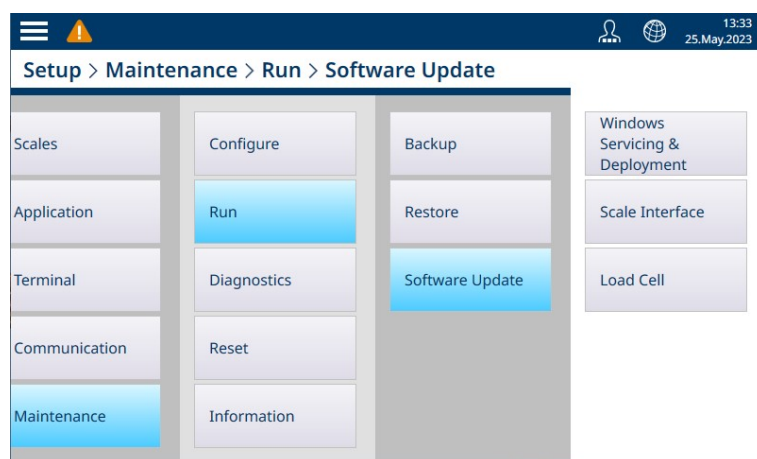 13:33
25.May.2023
Setup > Maintenance > Run > Software Update
Scales
Application
Terminal
Communication
Maintenance
Configure
Run
Diagnostics
Reset
Information
Backup
Restore
Software Update
Windows
Servicing &
Deployment
Scale Interface
Load Cell